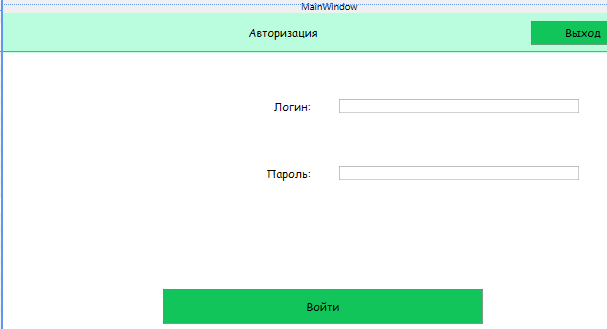 MainWindow
Авторизация
Выход
Логин:
Пароль:
Войти